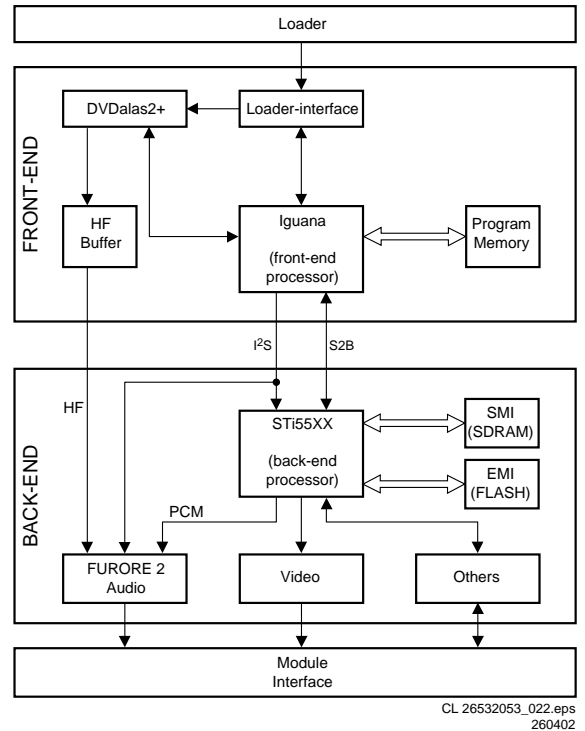 Loader
FRONT-END
DVDalas2+
Loader-interface
HF
Buffer
Iguana
(front-end
processor)
Program
Memory
I²S
S2B
BACK-END
HF
STi55XX
(back-end
processor)
SMI
(SDRAM)
EMI
(FLASH)
PCM
FURORE 2
Audio
Video
Others
Module
Interface
CL 26532053_022.eps
260402